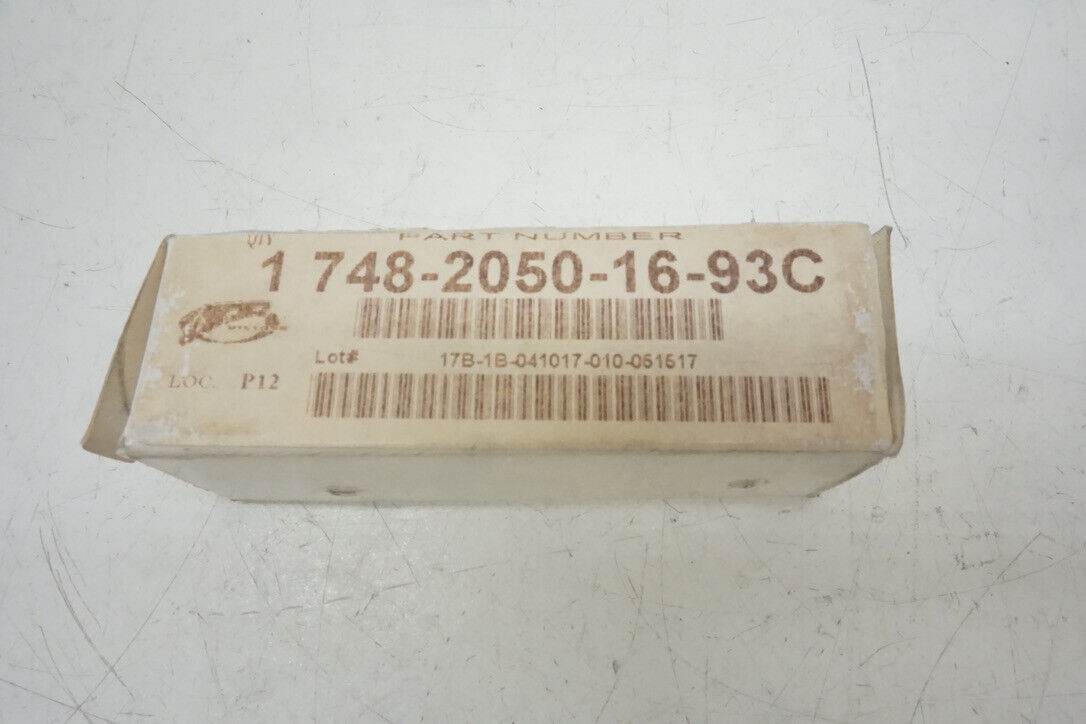 QTY
PART NUMBER
1 748-2050-16-93C
Lot#
17B-1B-041017-010-051517
LOC. P12